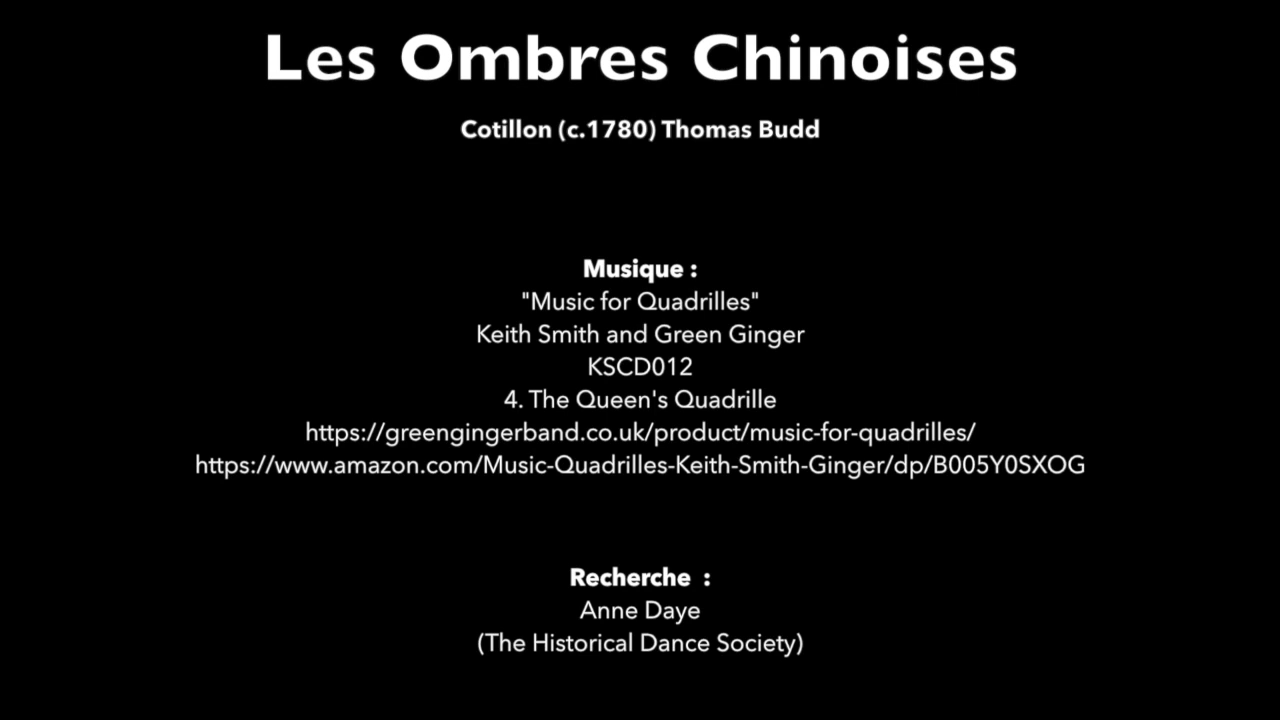 Les Ombres Chinoises
Cotillon (c.1780) Thomas Budd
Musique :
"Music for Quadrilles"
Keith Smith and Green Ginger
KSCD012
4. The Queen's Quadrille
https://greengingerband.co.uk/product/music-for-quadrilles/
https://www.amazon.com/Music-Quadrilles-Keith-Smith-Ginger/dp/B005Y0SXOG
Recherche  :
Anne Daye
(The Historical Dance Society)